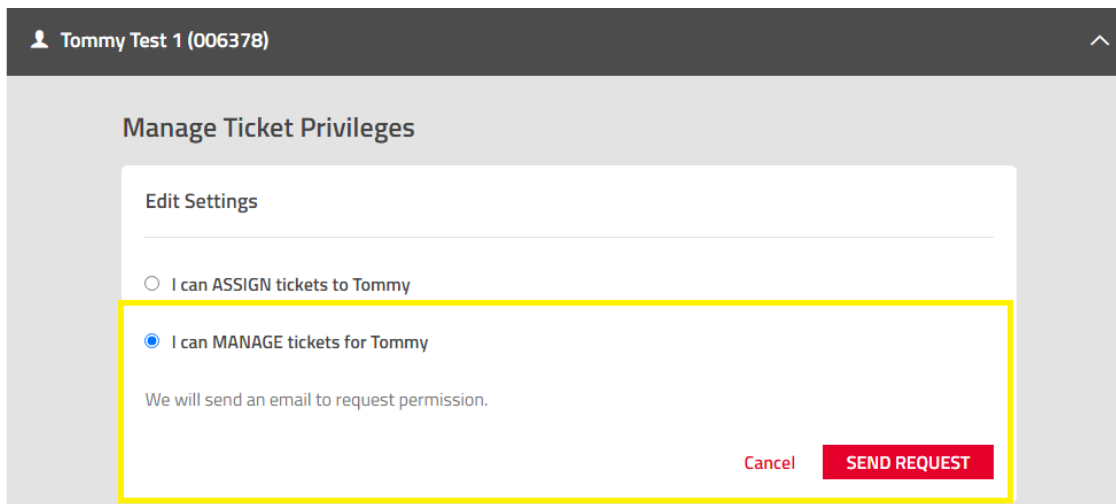 Tommy Test 1 (006378)
Manage Ticket Privileges
Edit Settings
I can ASSIGN tickets to Tommy
I can MANAGE tickets for Tommy
We will send an email to request permission.
Cancel SEND REQUEST